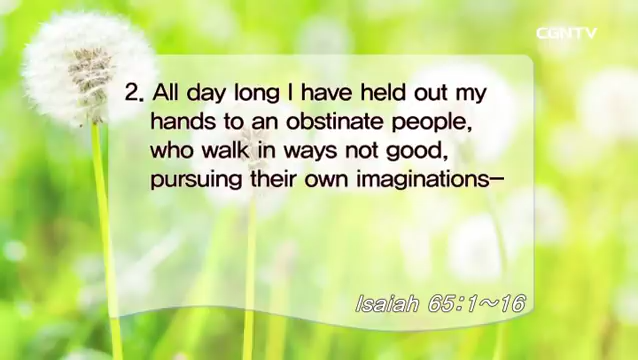 CGNTV
2. All day long I have held out my
hands to an obstinate people,
who walk in ways not good,
pursuing their own imaginations—
Isaiah 65:1~16